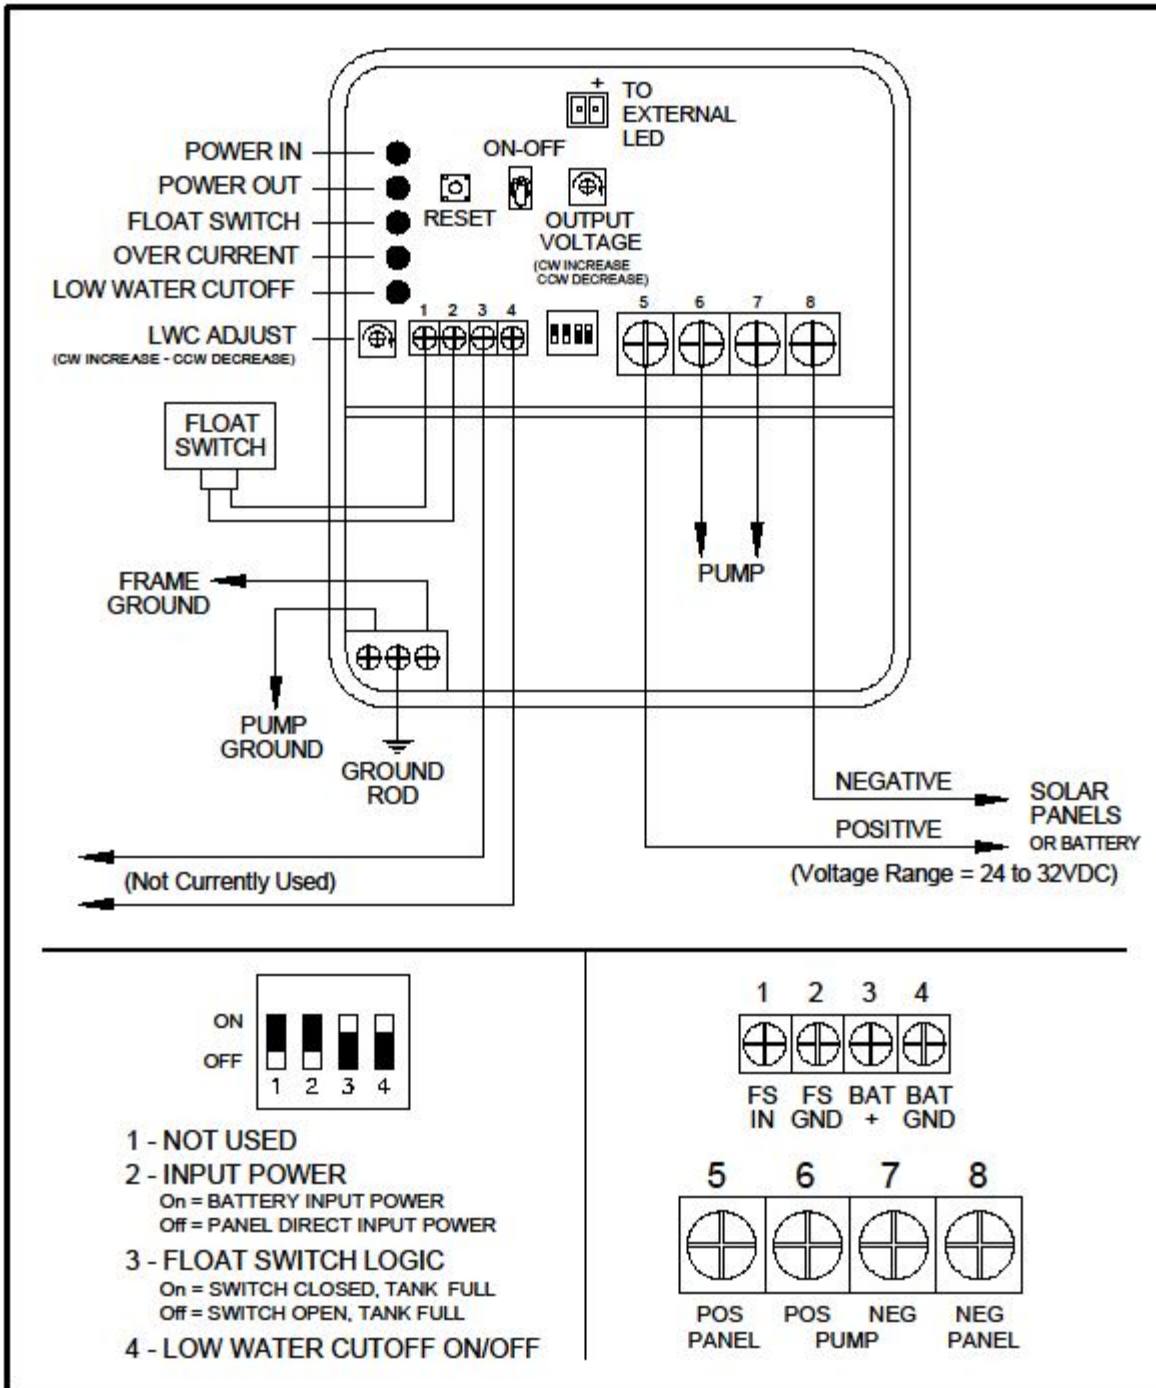 + TO
EXTERNAL
LED
POWER IN
ON-OFF
POWER OUT
FLOAT SWITCH
RESET
OUTPUT
VOLTAGE
(CW INCREASE
CCW DECREASE)
OVER CURRENT
LOW WATER CUTOFF
1 2 3 4
5 6 7 8
LWC ADJUST
(CW INCREASE - CCW DECREASE)
FLOAT
SWITCH
FRAME
GROUND
PUMP
PUMP
GROUND
GROUND
ROD
NEGATIVE
POSITIVE
SOLAR
PANELS
OR BATTERY
(Voltage Range = 24 to 32VDC)
(Not Currently Used)
ON
OFF
1 2 3 4
1 - NOT USED
2 - INPUT POWER
On = BATTERY INPUT POWER
Off = PANEL DIRECT INPUT POWER
3 - FLOAT SWITCH LOGIC
On = SWITCH CLOSED, TANK FULL
Off = SWITCH OPEN, TANK FULL
4 - LOW WATER CUTOFF ON/OFF
1 2 3 4
FS FS BAT BAT
IN GND + GND
5 6 7 8
POS POS NEG NEG
PANEL PUMP PANEL